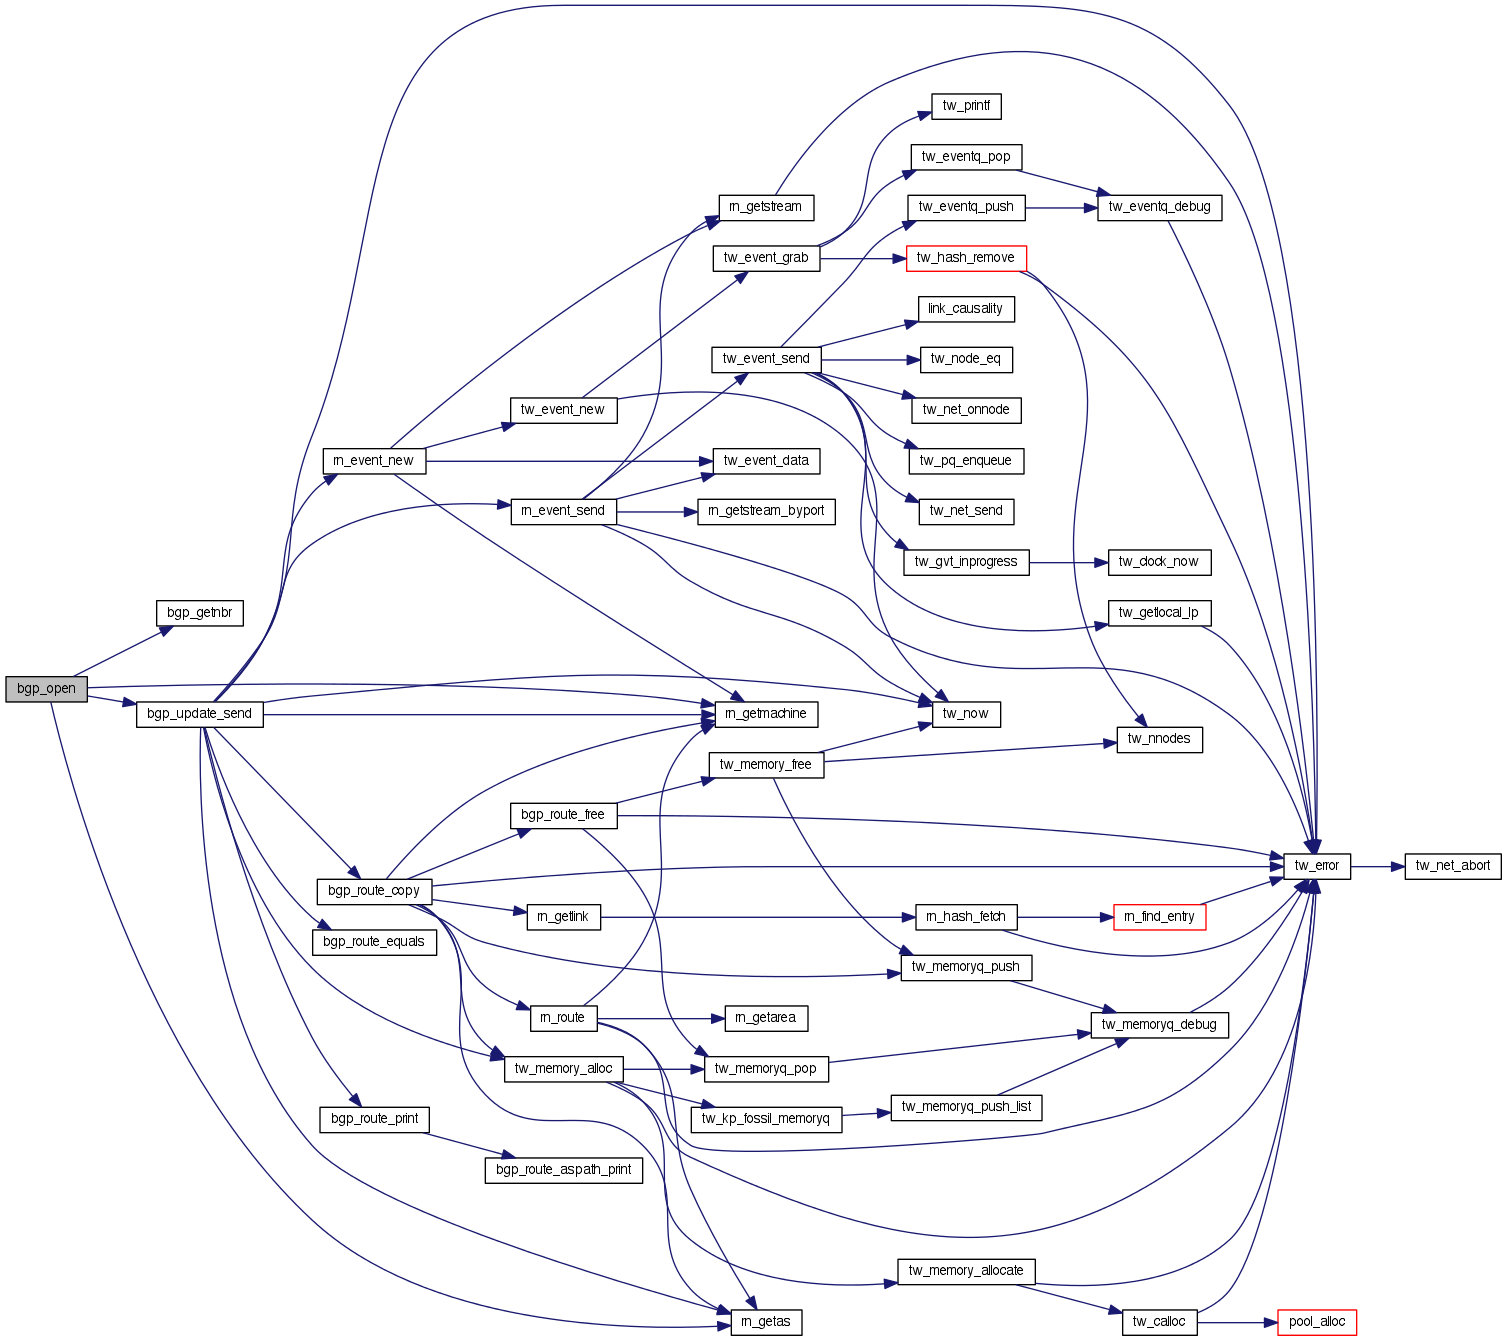 tw_printf
tw_eventq_pop
rn_getstream
tw_eventq_push
tw_eventq_debug
tw_event_grab
tw_hash_remove
link_causality
tw_event_send
tw_node_eq
tw_event_new
tw_net_onnode
rn_event_new
tw_event_data
tw_pq_enqueue
rn_event_send
rn_getstream_byport
tw_net_send
tw_gvt_inprogress
tw_clock_now
bgp_getnbr
tw_getlocal_lp
bgp_open
bgp_update_send
rn_getmachine
tw_now
tw_nnodes
tw_memory_free
bgp_route_free
tw_error
tw_net_abort
bgp_route_copy
rn_getlink
rn_hash_fetch
rn_find_entry
bgp_route_equals
tw_memoryq_push
rn_route
rn_getarea
tw_memoryq_debug
tw_memory_alloc
tw_memoryq_pop
bgp_route_print
tw_kp_fossil_memoryq
tw_memoryq_push_list
bgp_route_aspath_print
tw_memory_allocate
rn_getas
tw_calloc
pool_alloc